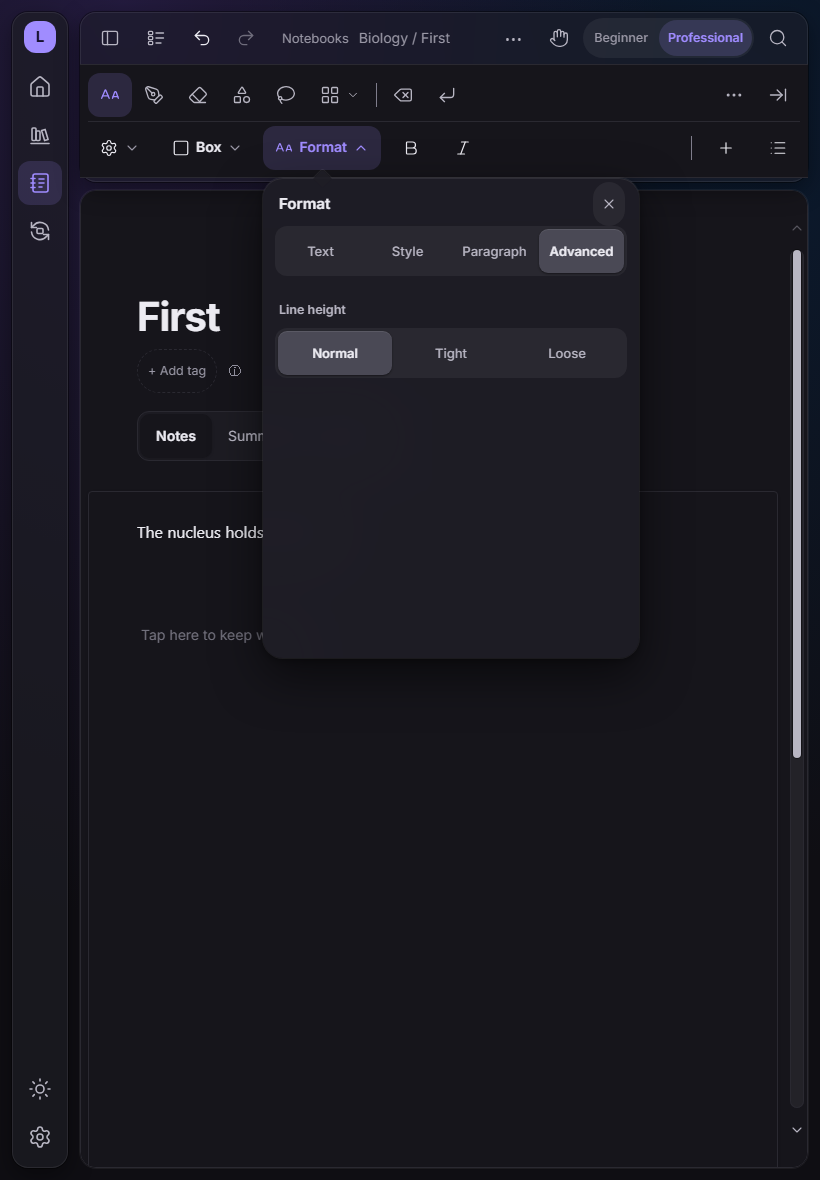 L
Notebooks Biology / First
Beginner Professional
AA
Box
AA Format
B I
Format
Text Style Paragraph Advanced
Line height
Normal Tight Loose
First
+ Add tag
Notes
The nucleus holds
Tap here to keep